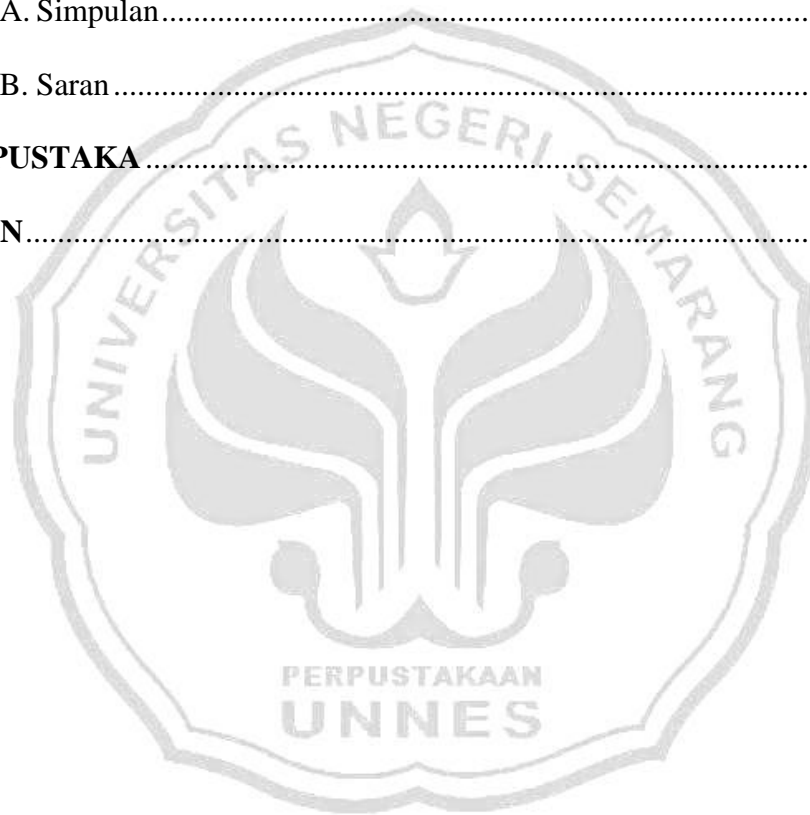 A. Simpulan................................................................................
B. Saran......................................................................................
PUSTAKA..................................................................................
N................................................................................................
UNIVERSITAS NEGERI SEMARANG
PERPUSTAKAAN
UNNES